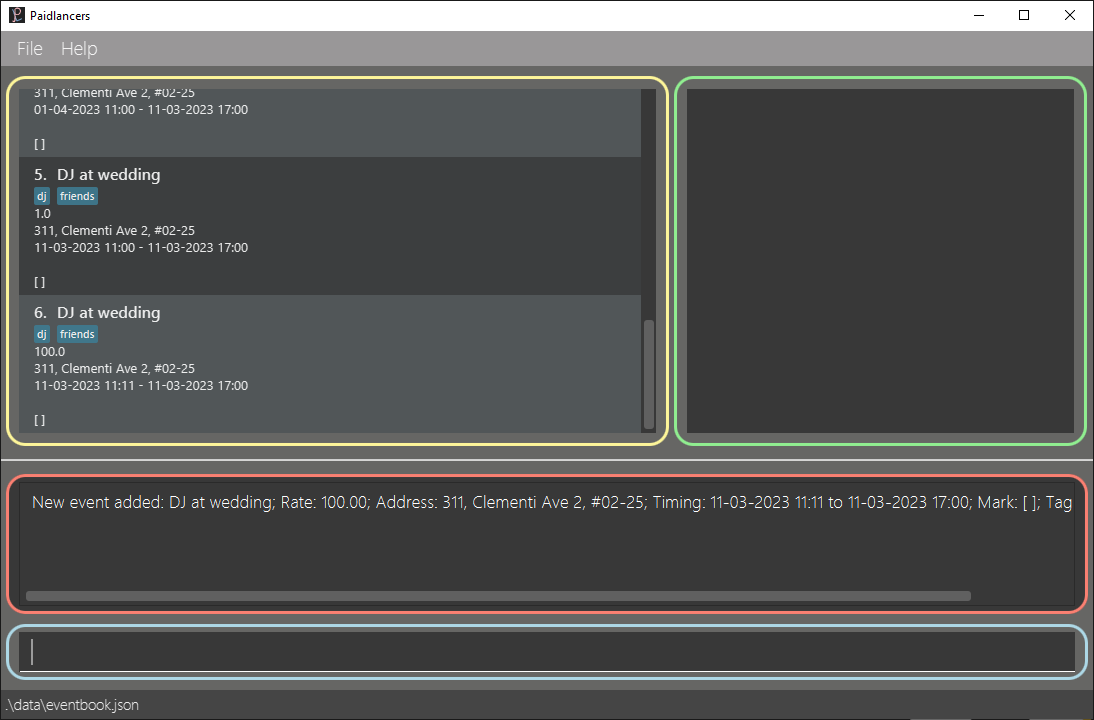 Paidlancers
File Help
311, Clementi Ave 2, #02-25
01-04-2023 11:00 - 11-03-2023 17:00
[ ]
5. DJ at wedding
dj friends
1.0
311, Clementi Ave 2, #02-25
11-03-2023 11:00 - 11-03-2023 17:00
[ ]
6. DJ at wedding
dj friends
100.0
311, Clementi Ave 2, #02-25
11-03-2023 11:11 - 11-03-2023 17:00
[ ]
New event added: DJ at wedding; Rate: 100.00; Address: 311, Clementi Ave 2, #02-25; Timing: 11-03-2023 11:11 to 11-03-2023 17:00; Mark: [ ]; Tag
.\data\eventbook.json